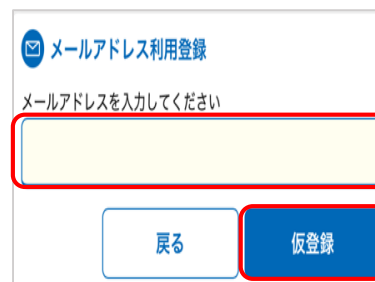 メールアドレス利用登録
メールアドレスを入力してください
戻る
仮登録